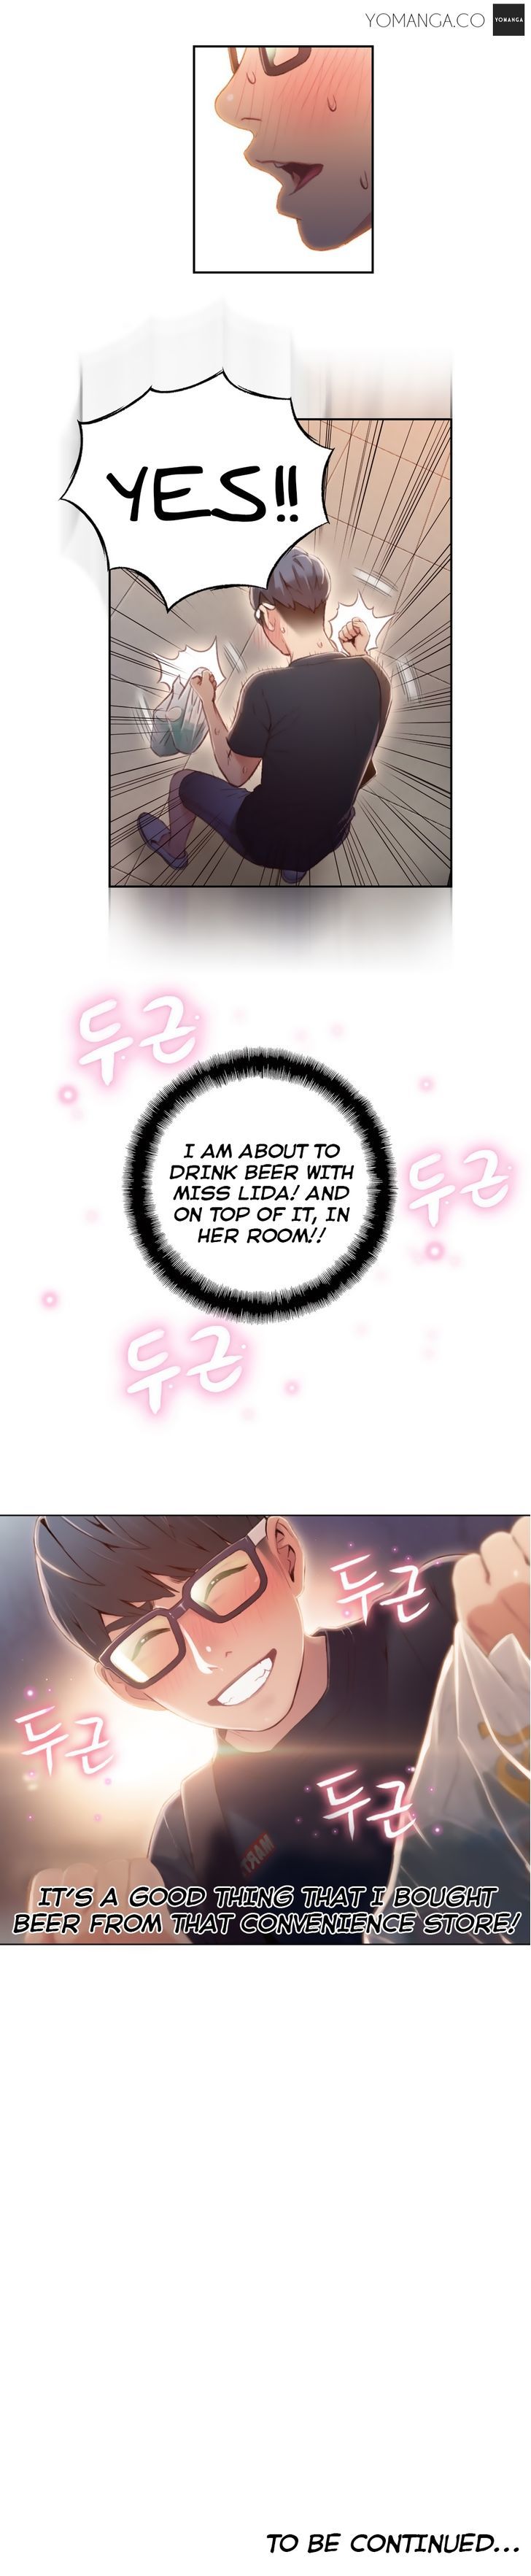 YOMANGA.CO
YOMANGA
YES!!
두근
I AM ABOUT TO
DRINK BEER WITH
MISS LIDA! AND
ON TOP OF IT, IN
HER ROOM!!
두근
두근
두근
두근
두근
MART
IT'S A GOOD THING THAT I BOUGHT
BEER FROM THAT CONVENIENCE STORE!
TO BE CONTINUED...